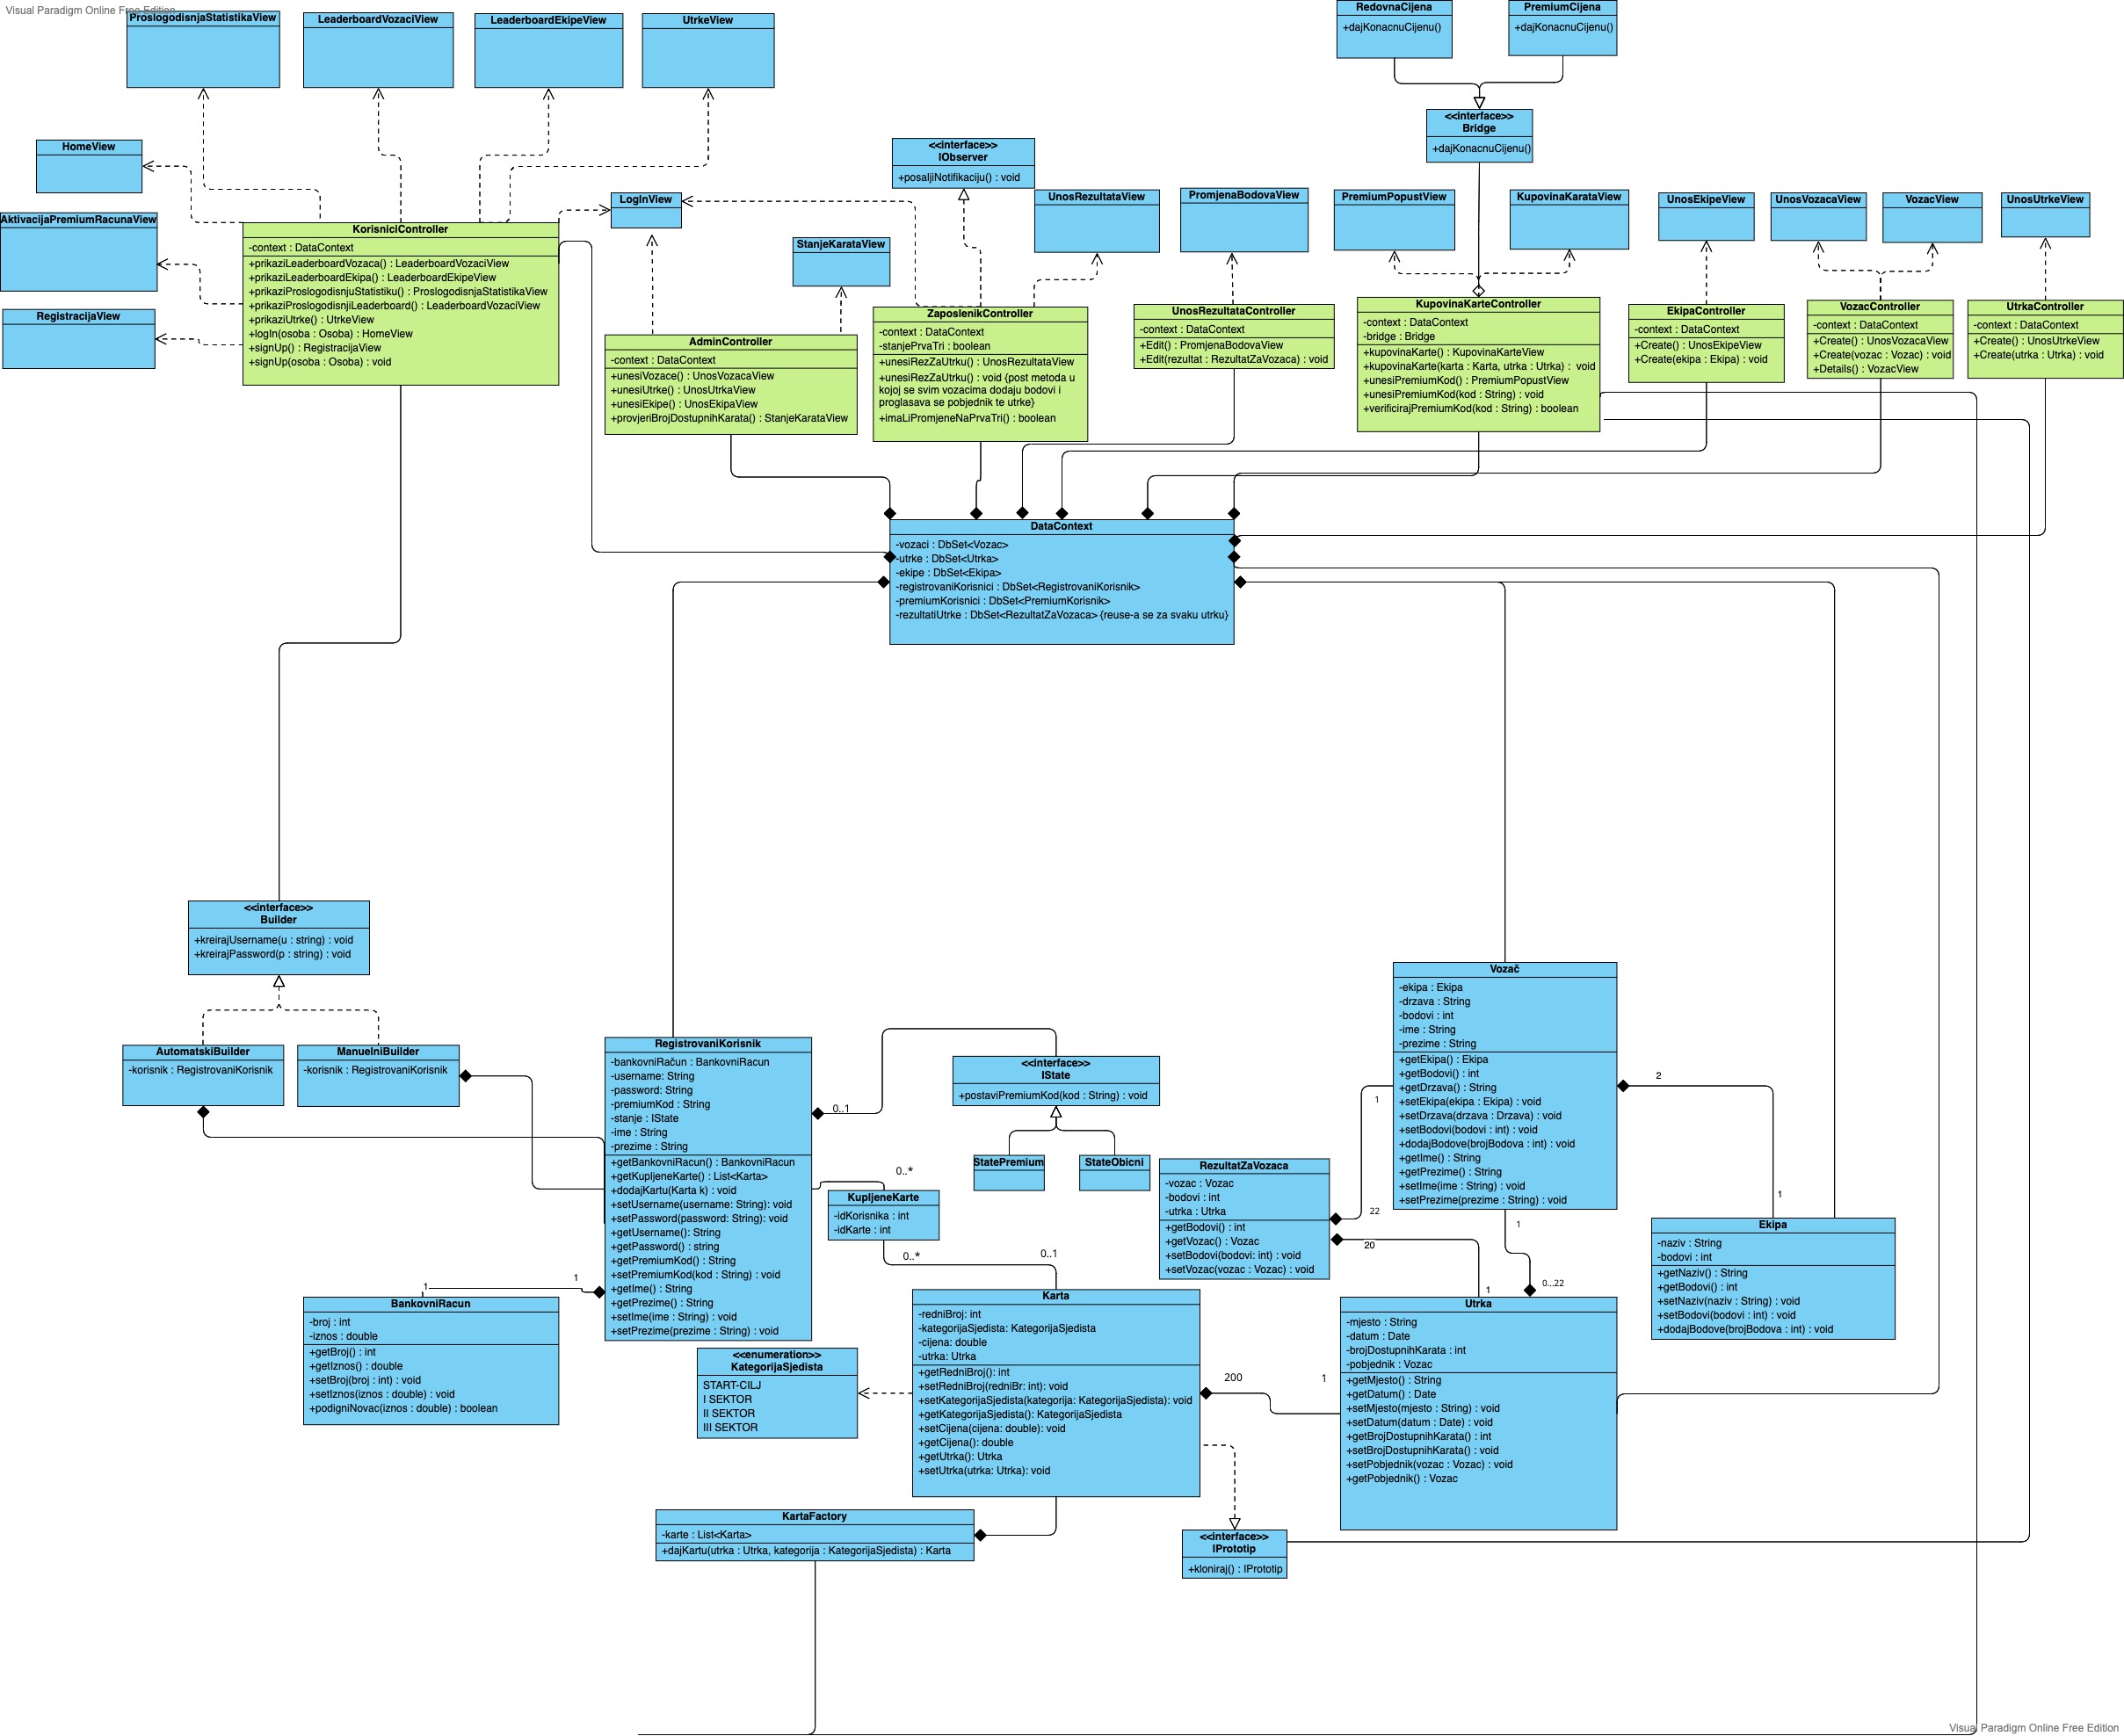 Visual Paradigm Online Free Edition
ProslogodisnjaStatistikaView
LeaderboardVozaciView
LeaderboardEkipeView
UtrkeView
RedovnaCijena
+dajKonacnuCijenu()
PremiumCijena
+dajKonacnuCijenu()
<<interface>>
Bridge
+dajKonacnuCijenu()
HomeView
AktivacijaPremiumRacunaView
RegistracijaView
<<interface>>
IObserver
+posaljiNotifikaciju() : void
LogInView
StanjeKarataView
UnosRezultataView
PromjenaBodovaView
PremiumPopustView
KupovinaKarataView
UnosEkipeView
UnosVozacaView
VozacView
UnosUtrkeView
KorisniciController
-context : DataContext
+prikaziLeaderboardVozaca() : LeaderboardVozaciView
+prikaziLeaderboardEkipa() : LeaderboardEkipeView
+prikaziProslogodisnjuStatistiku() : ProslogodisnjaStatistikaView
+prikaziProslogodisnjiLeaderboard() : LeaderboardVozaciView
+prikaziUtrke() : UtrkeView
+logIn(osoba : Osoba) : HomeView
+signUp() : RegistracijaView
+signUp(osoba : Osoba) : void
AdminController
-context : DataContext
+unesiVozace() : UnosVozacaView
+unesiUtrke() : UnosUtrkaView
+unesiEkipe() : UnosEkipaView
+provjeriBrojDostupnihKarata() : StanjeKarataView
ZaposlenikController
-context : DataContext
-stanjePrvaTri : boolean
+unesiRezZaUtrku() : UnosRezultataView
+unesiRezZaUtrku() : void {post metoda u
kojoj se svim vozacima dodaju bodovi i
proglasava se pobjednik te utrke}
+imaLiPromjeneNaPrvaTri() : boolean
UnosRezultataController
-context : DataContext
+Edit() : PromjenaBodovaView
+Edit(rezultat : RezultatZaVozaca) : void
KupovinaKarteController
-context : DataContext
-bridge : Bridge
+kupovinaKarte() : KupovinaKarteView
+kupovinaKarte(karta : Karta, utrka : Utrka) : void
+unesiPremiumKod() : PremiumPopustView
+unesiPremiumKod(kod : String) : void
+verificirajPremiumKod(kod : String) : boolean
EkipaController
-context : DataContext
+Create() : UnosEkipeView
+Create(ekipa : Ekipa) : void
VozacController
-context : DataContext
+Create() : UnosVozacaView
+Create(vozac : Vozac) : void
+Details() : VozacView
UtrkaController
-context : DataContext
+Create() : UnosUtrkeView
+Create(utrka : Utrka) : void
DataContext
-vozaci : DbSet<Vozac>
-utrke : DbSet<Utrka>
-ekipe : DbSet<Ekipa>
-registrovaniKorisnici : DbSet<RegistrovaniKorisnik>
-premiumKorisnici : DbSet<PremiumKorisnik>
-rezultatiUtrke : DbSet<RezultatZaVozaca> {reuse-a se za svaku utrku}
<<interface>>
Builder
+kreirajUsername(u : string) : void
+kreirajPassword(p : string) : void
AutomatskiBuilder
-korisnik : RegistrovaniKorisnik
ManuelniBuilder
-korisnik : RegistrovaniKorisnik
RegistrovaniKorisnik
-bankovniRačun : BankovniRacun
-username: String
-password: String
-premiumKod : String
-stanje : IState
-ime : String
-prezime : String
+getBankovniRacun() : BankovniRacun
+getKupljeneKarte() : List<Karta>
+dodajKartu(Karta k) : void
+setUsername(username: String): void
+setPassword(password: String): void
+getUsername(): String
+getPassword() : string
+getPremiumKod() : String
+setPremiumKod(kod : String) : void
+getIme() : String
+getPrezime() : String
+setIme(ime : String) : void
+setPrezime(prezime : String) : void
0..1
<<interface>>
IState
+postaviPremiumKod(kod : String) : void
StatePremium
StateObicni
0..*
KupljeneKarte
-idKorisnika : int
-idKarte : int
0..*
0..1
RezultatZaVozaca
-vozac : Vozac
-bodovi : int
-utrka : Utrka
+getBodovi() : int
+getVozac() : Vozac
+setBodovi(bodovi: int) : void
+setVozac(vozac : Vozac) : void
1
22
20
1
Vozač
-ekipa : Ekipa
-drzava : String
-bodovi : int
-ime : String
-prezime : String
+getEkipa() : Ekipa
+getBodovi() : int
+getDrzava() : String
+setEkipa(ekipa : Ekipa) : void
+setDrzava(drzava : Drzava) : void
+setBodovi(bodovi : int) : void
+dodajBodove(brojBodova : int) : void
+getIme() : String
+getPrezime() : String
+setIme(ime : String) : void
+setPrezime(prezime : String) : void
2
1
1
0...22
Ekipa
-naziv : String
-bodovi : int
+getNaziv() : String
+getBodovi() : int
+setNaziv(naziv : String) : void
+setBodovi(bodovi : int) : void
+dodajBodove(brojBodova : int) : void
1
1
BankovniRacun
-broj : int
-iznos : double
+getBroj() : int
+getIznos() : double
+setBroj(broj : int) : void
+setIznos(iznos : double) : void
+podigniNovac(iznos : double) : boolean
<<enumeration>>
KategorijaSjedista
START-CILJ
I SEKTOR
II SEKTOR
III SEKTOR
Karta
-redniBroj: int
-kategorijaSjedista: KategorijaSjedista
-cijena: double
-utrka: Utrka
+getRedniBroj(): int
+setRedniBroj(redniBr: int): void
+setKategorijaSjedista(kategorija: KategorijaSjedista): void
+getKategorijaSjedista(): KategorijaSjedista
+setCijena(cijena: double): void
+getCijena(): double
+getUtrka(): Utrka
+setUtrka(utrka: Utrka): void
200
1
Utrka
-mjesto : String
-datum : Date
-brojDostupnihKarata : int
-pobjednik : Vozac
+getMjesto() : String
+getDatum() : Date
+setMjesto(mjesto : String) : void
+setDatum(datum : Date) : void
+getBrojDostupnihKarata() : int
+setBrojDostupnihKarata() : void
+setPobjednik(vozac : Vozac) : void
+getPobjednik() : Vozac
KartaFactory
-karte : List<Karta>
+dajKartu(utrka : Utrka, kategorija : KategorijaSjedista) : Karta
<<interface>>
IPrototip
+kloniraj() : IPrototip
Visual Paradigm Online Free Edition